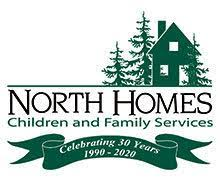 NORTH HOMES
Children and Family Services
Celebrating 30 Years
1990 - 2020